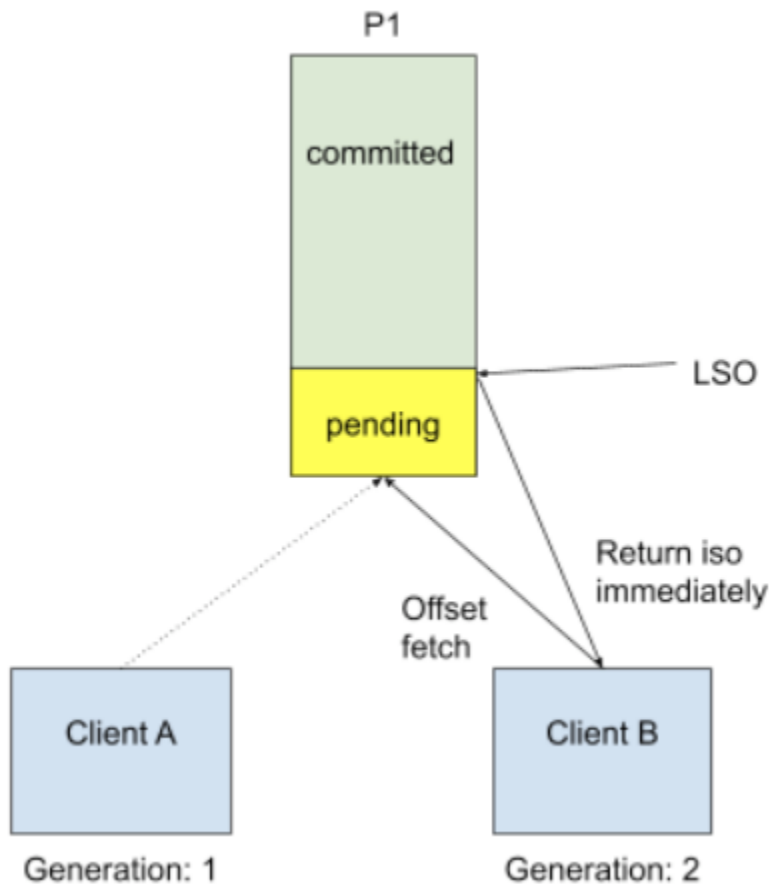 P1
committed
LSO
pending
Return iso
immediately
Offset
fetch
Client A
Client B
Generation: 1
Generation: 2